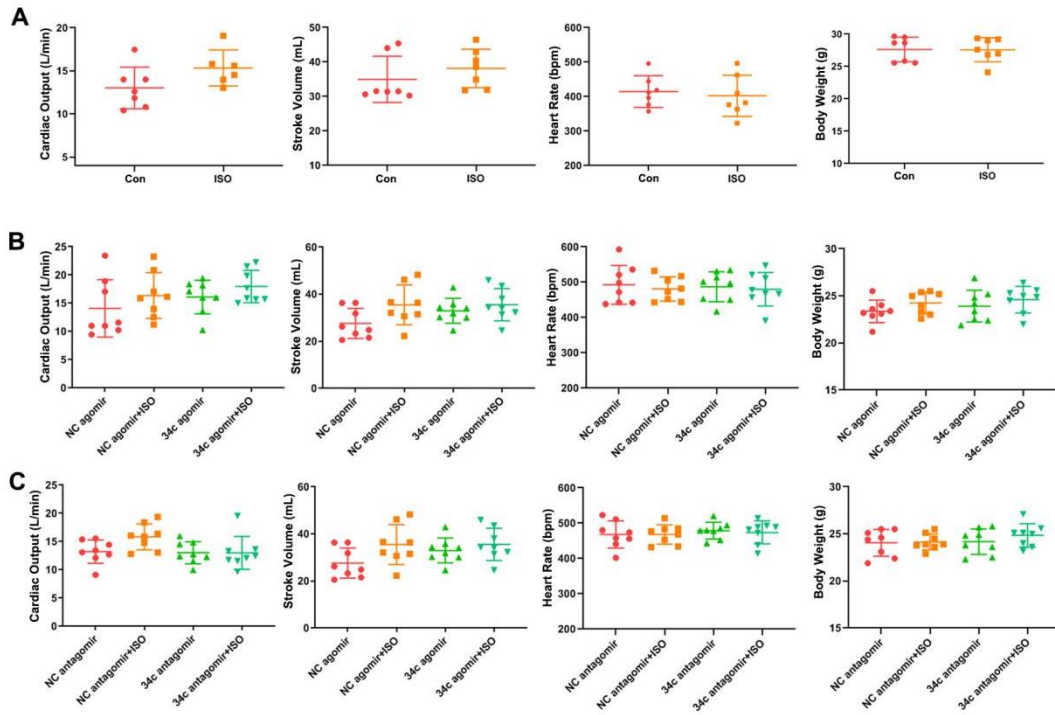 A
Cardiac Output (L/min)
20
15
10
5
Con
ISO
Stroke Volume (mL)
50
40
30
20
10
Con
ISO
Heart Rate (bpm)
600
500
400
300
200
Con
ISO
Body Weight (g)
30
20
10
0
Con
ISO
B
Cardiac Output (L/min)
25
20
15
10
5
0
NC agomir
NC agomir+ISO
34c agomir
34c agomir+ISO
Stroke Volume (mL)
60
40
20
0
NC agomir
NC agomir+ISO
34c agomir
34c agomir+ISO
Heart Rate (bpm)
600
500
400
300
200
NC agomir
NC agomir+ISO
34c agomir
34c agomir+ISO
Body Weight (g)
30
25
20
15
NC agomir
NC agomir+ISO
34c agomir
34c agomir+ISO
C
Cardiac Output (L/min)
25
20
15
10
5
0
NC antagomir
NC antagomir+ISO
34c antagomir
34c antagomir+ISO
Stroke Volume (mL)
60
40
20
0
NC agomir
NC agomir+ISO
34c agomir
34c agomir+ISO
Heart Rate (bpm)
600
500
400
300
200
NC antagomir
NC antagomir+ISO
34c antagomir
34c antagomir+ISO
Body Weight (g)
30
25
20
15
NC antagomir
NC antagomir+ISO
34c antagomir
34c antagomir+ISO